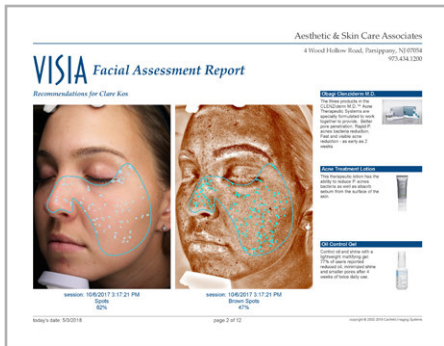 Aesthetic & Skin Care Associates
4 Wood Hollow Road, Parsippany, NJ 07054
973.434.1200
VISIA Facial Assessment Report
Recommendations for Clare Kos
Obagi Clenziderm M.D.
The three products in the
CLENZIderm M.D.™ Acne
Therapeutic Systems are
specially formulated to work
together to provide: Better
pore penetration. Rapid P.
acnes bacteria reduction.
Fast and visible acne
reduction - as early as 2
weeks
Acne Treatment Lotion
This therapeutic lotion has the
ability to reduce P. acnes
bacteria as well as absorb
sebum from the surface of the
skin.
Oil Control Gel
Control oil and shine with a
lightweight mattifying gel.
77% of users reported
reduced oil, minimized shine
and smaller pores after 4
weeks of twice daily use.
session: 10/6/2017 3:17:21 PM
Spots
82%
session: 10/6/2017 3:17:21 PM
Brown Spots
47%
today's date: 5/3/2018
page 2 of 12